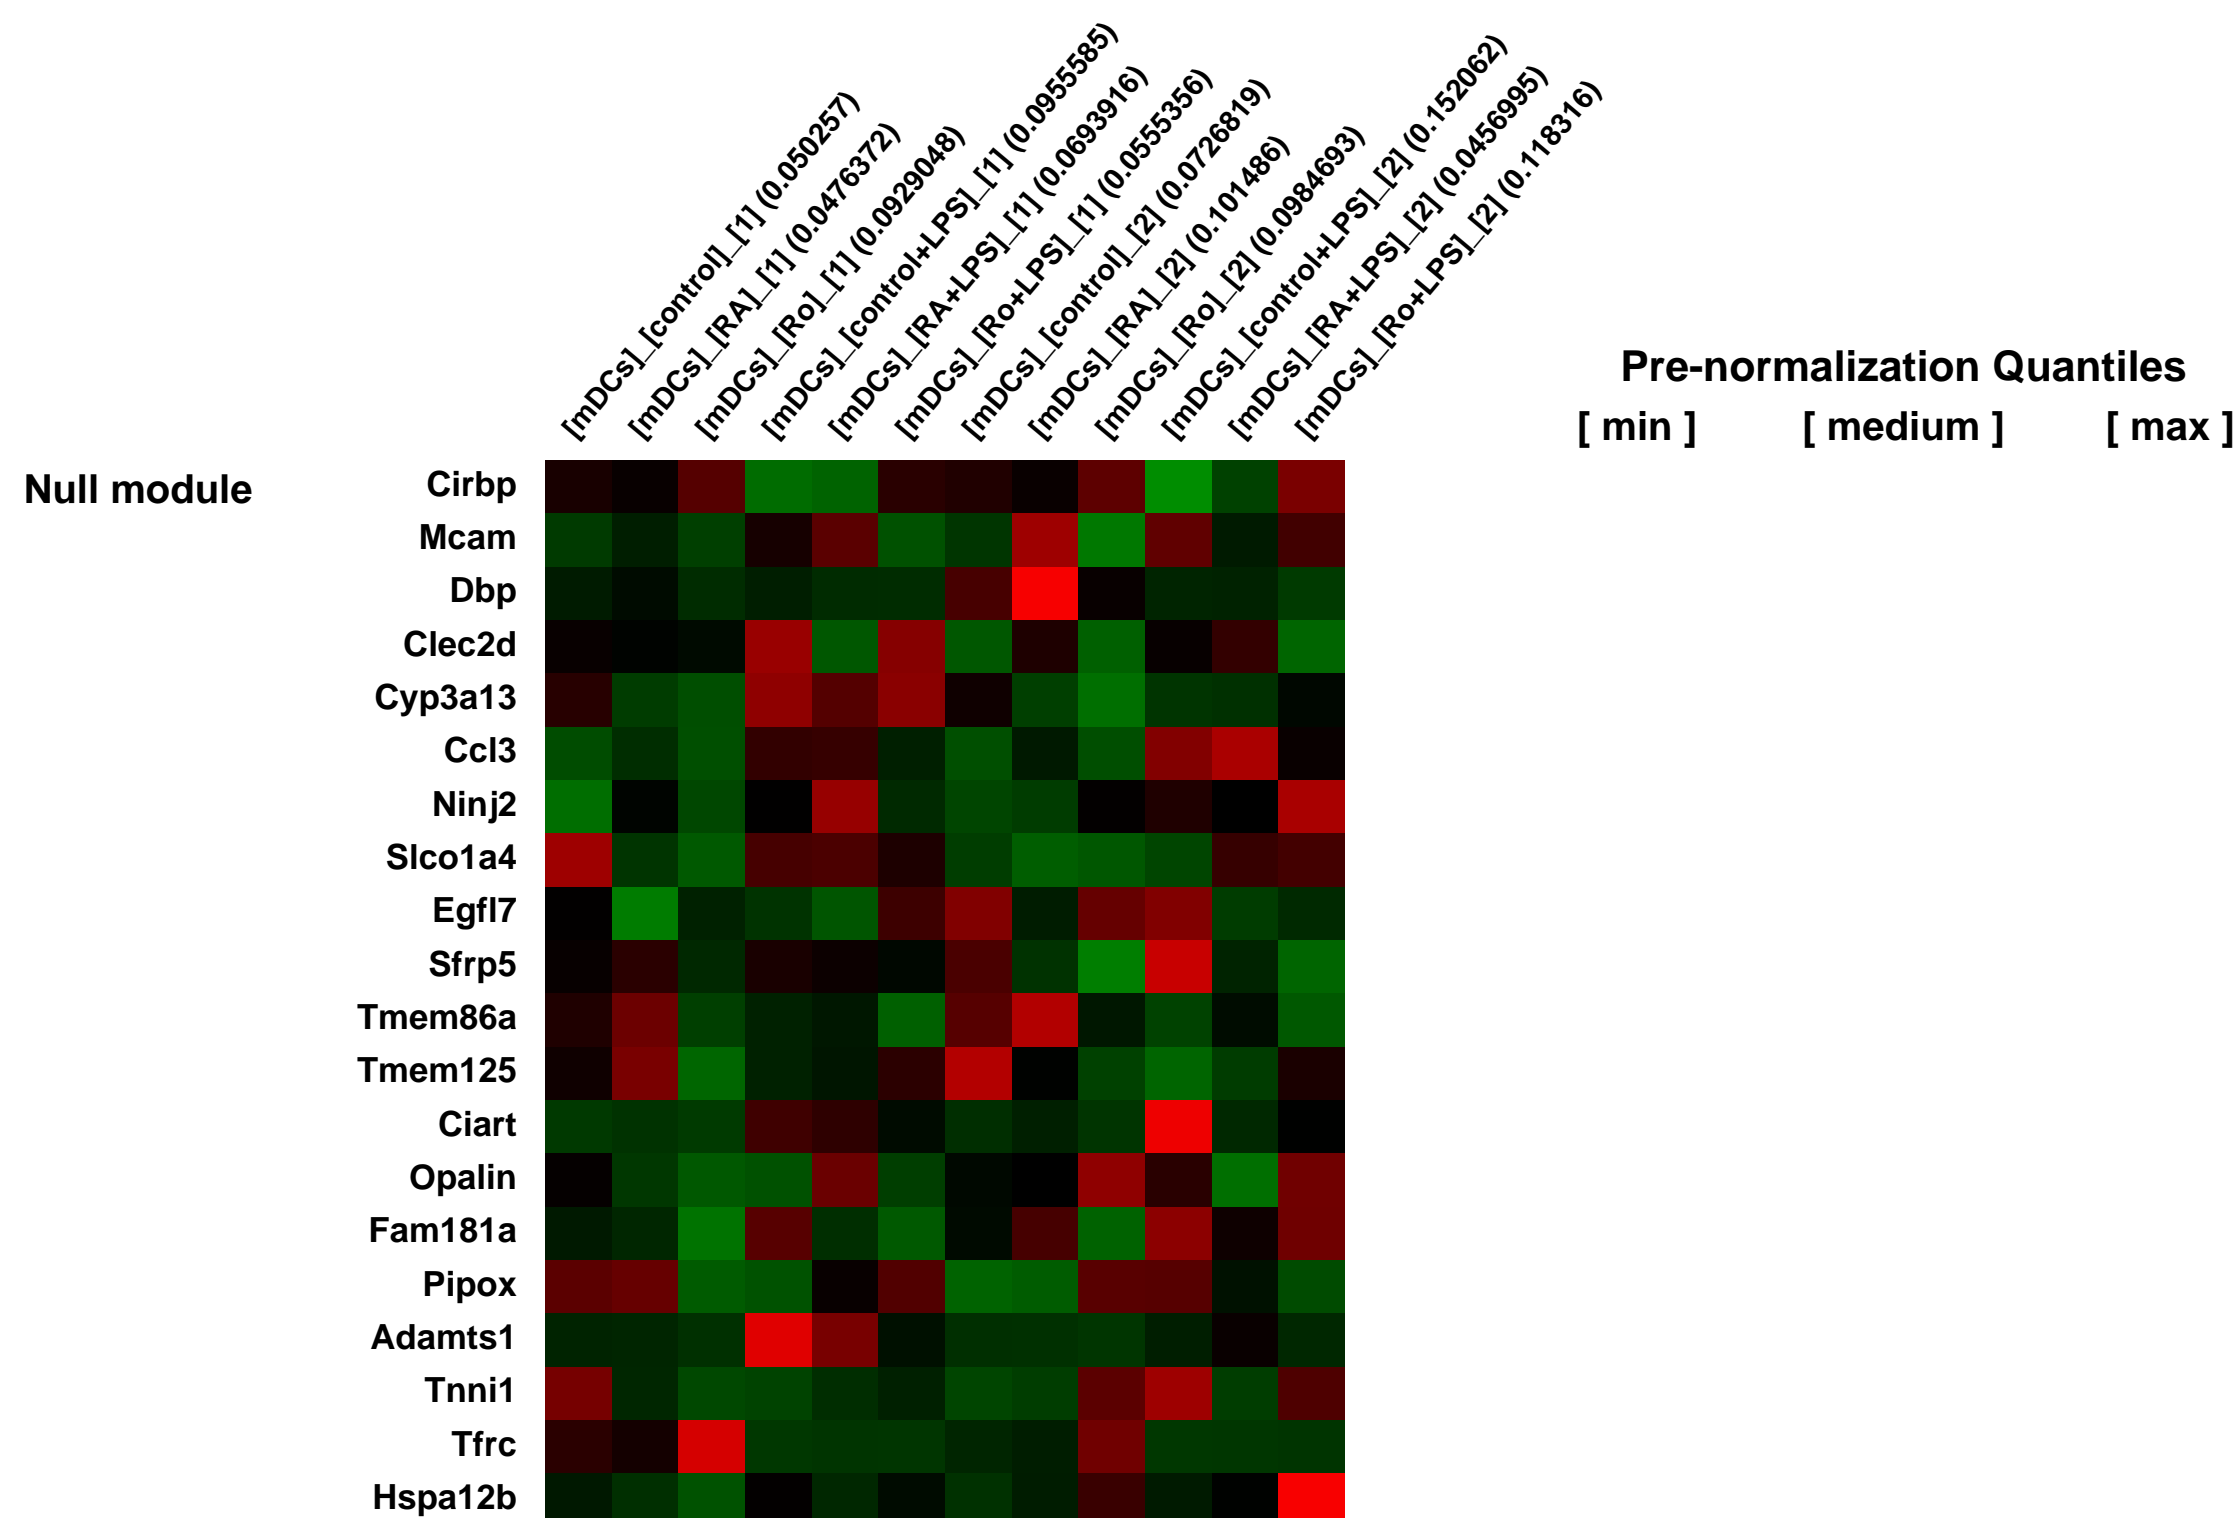 [mDCs]_[control]_[1] (0.050257)
[mDCs]_[RA]_[1] (0.0476372)
[mDCs]_[Ro]_[1] (0.0929048)
[mDCs]_[control+LPS]_[1] (0.0955585)
[mDCs]_[RA+LPS]_[1] (0.0693916)
[mDCs]_[Ro+LPS]_[1] (0.0555356)
[mDCs]_[control]_[2] (0.0726819)
[mDCs]_[RA]_[2] (0.101486)
[mDCs]_[Ro]_[2] (0.0984693)
[mDCs]_[control+LPS]_[2] (0.152062)
[mDCs]_[RA+LPS]_[2] (0.0456995)
[mDCs]_[Ro+LPS]_[2] (0.118316)
Pre-normalization Quantiles
[ min ] [ medium ] [ max ]
Null module
Cirbp
Mcam
Dbp
Clec2d
Cyp3a13
Ccl3
Ninj2
Slco1a4
Egfl7
Sfrp5
Tmem86a
Tmem125
Ciart
Opalin
Fam181a
Pipox
Adamts1
Tnni1
Tfrc
Hspa12b